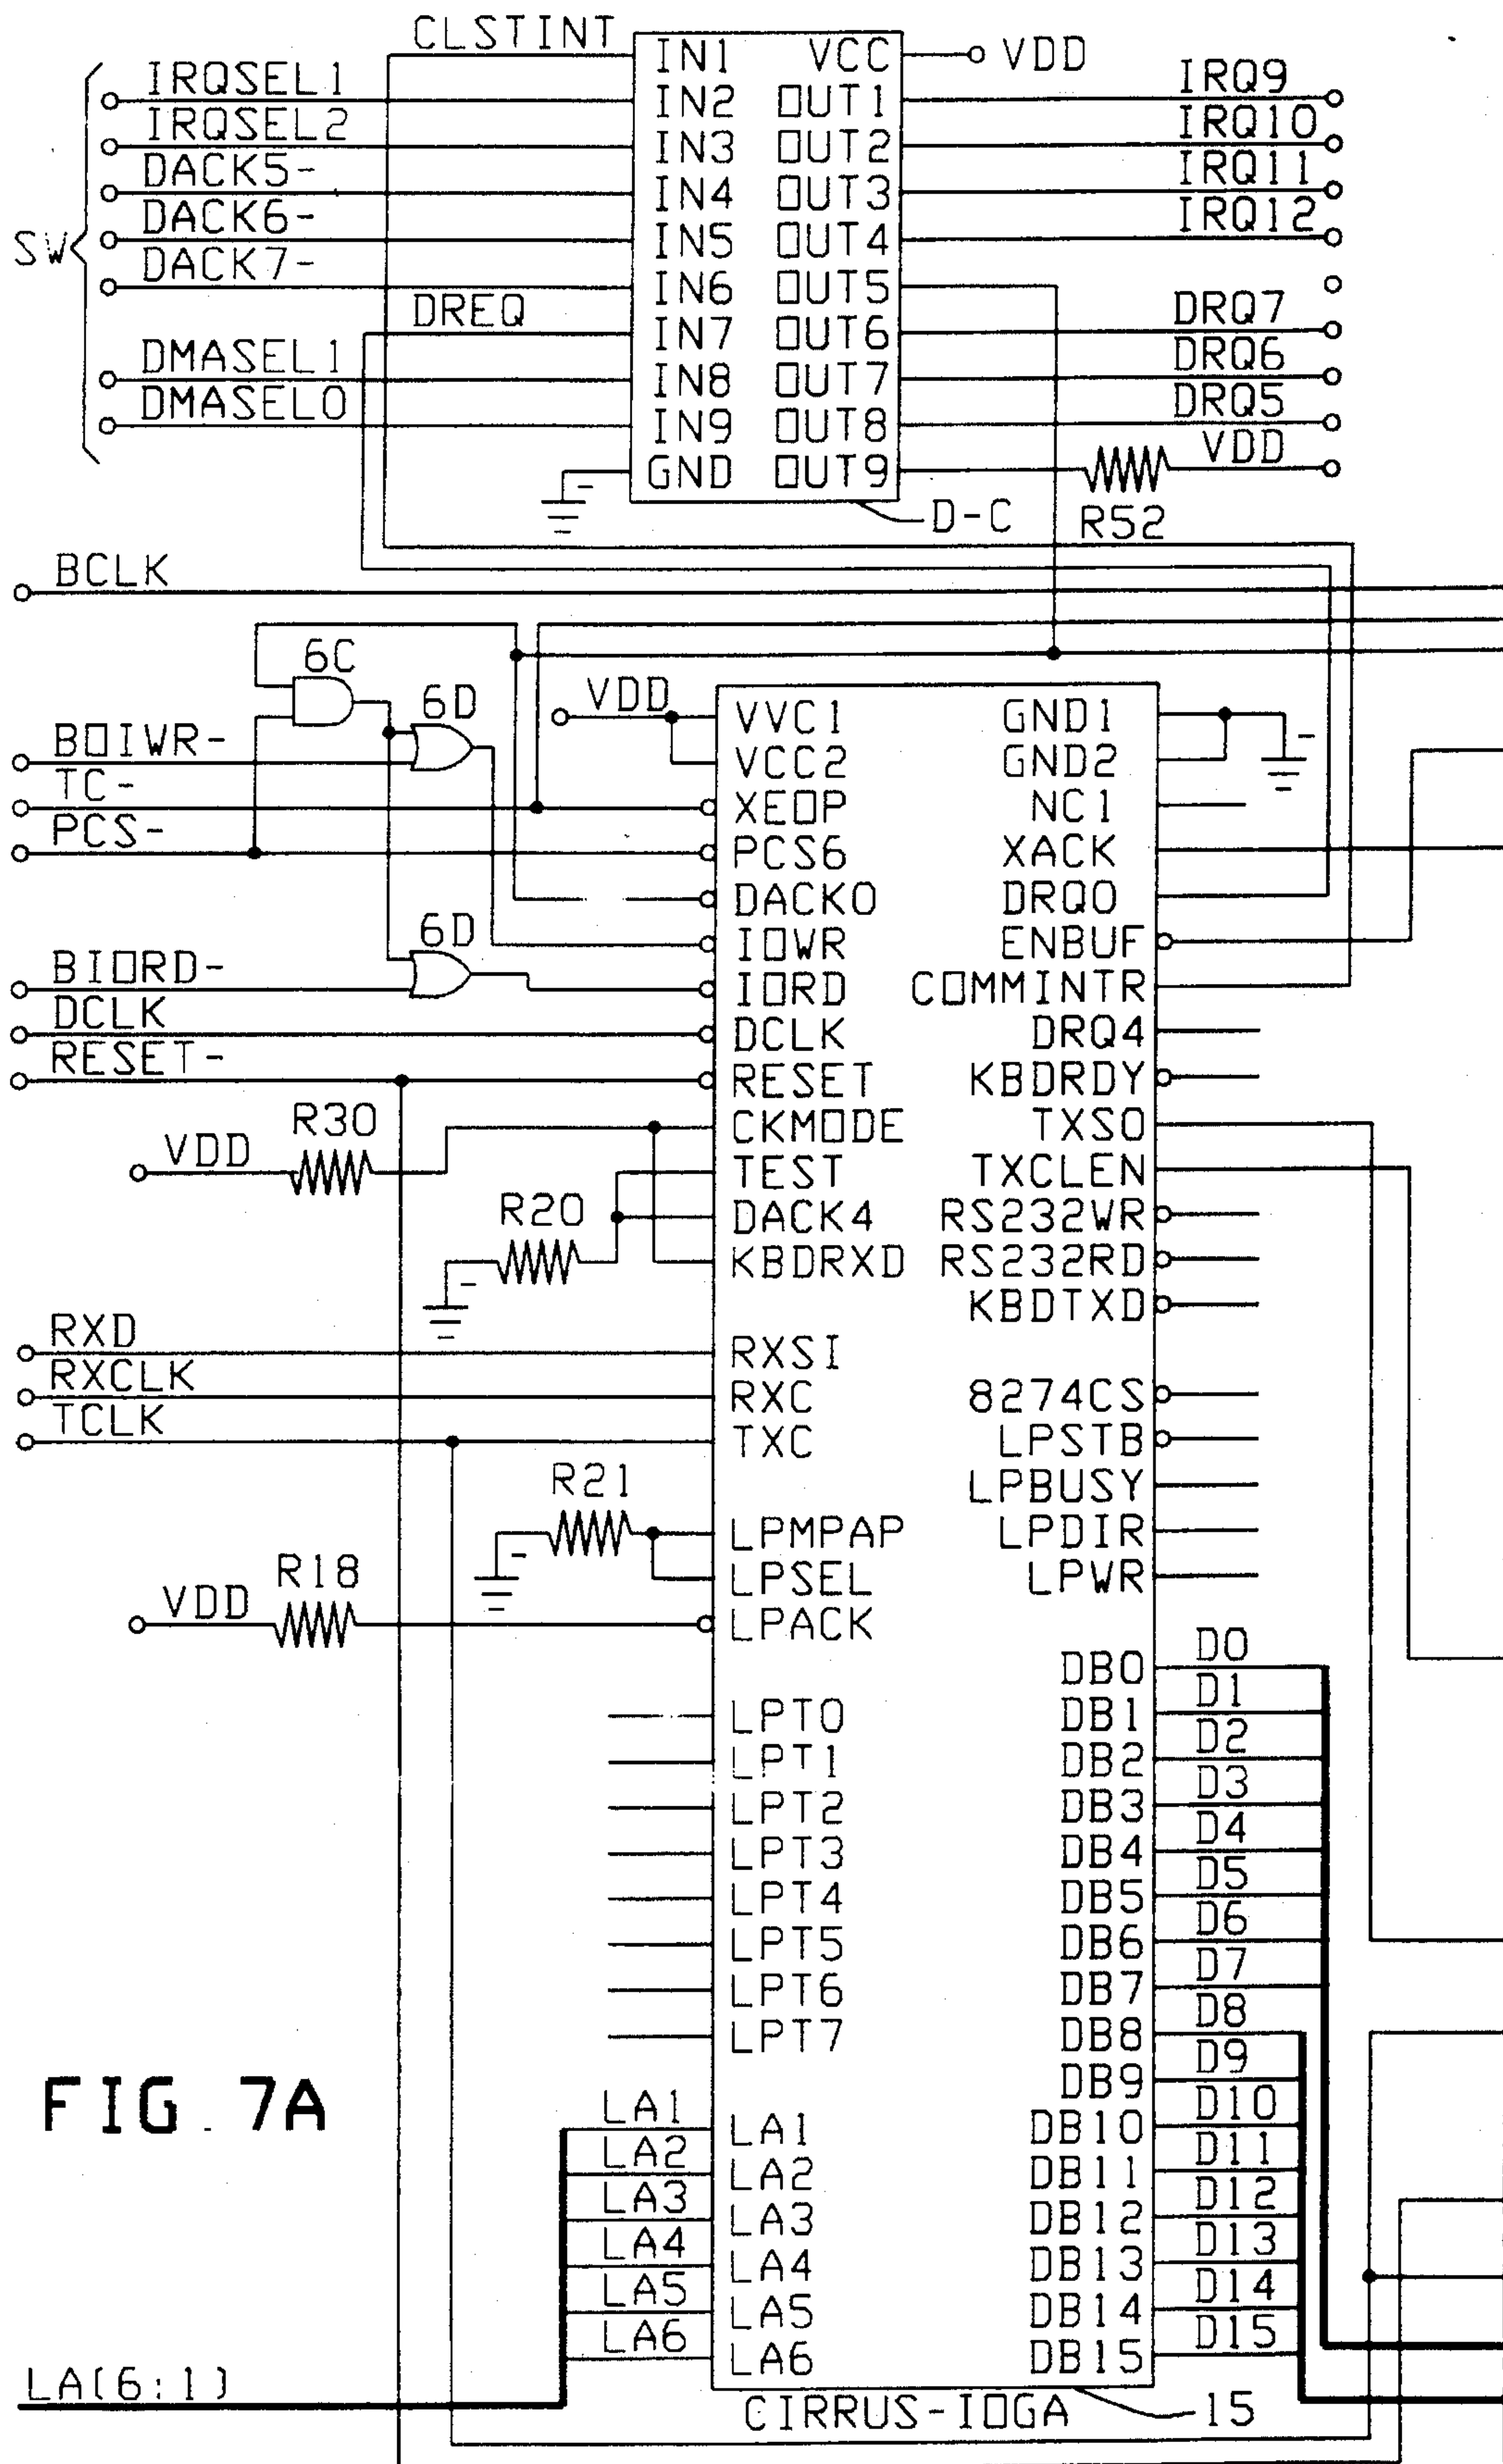 CLSTINT
IRQSEL1
IRQSEL2
DACK5-
DACK6-
DACK7-
SW
DREQ
DMASEL1
DMASEL0
IN1 VCC
IN2 OUT1
IN3 OUT2
IN4 OUT3
IN5 OUT4
IN6 OUT5
IN7 OUT6
IN8 OUT7
IN9 OUT8
GND OUT9
VDD
IRQ9
IRQ10
IRQ11
IRQ12
DRQ7
DRQ6
DRQ5
VDD
R52
D-C
BCLK
6C
6D
BOIWR-
TC-
PCS-
6D
BIORD-
DCLK
RESET-
VDD
R30
VDD
R20
RXD
RXCLK
TCLK
R21
R18
VDD
VVC1 GND1
VCC2 GND2
XEOP NC1
PCS6 XACK
DACK0 DRQ0
IOWR ENBUF
IORD COMMINTR
DCLK DRQ4
RESET KBDRDY
CKMODE TXSO
TEST TXCLEN
DACK4 RS232WR
KBDRXD RS232RD
KBDTXD
RXSI
RXC 8274CS
TXC LPSTB
LPBUSY
LPMPAP LPDIR
LPSEL LPWR
LPACK
DB0 D0
LPT0 DB1 D1
LPT1 DB2 D2
LPT2 DB3 D3
LPT3 DB4 D4
LPT4 DB5 D5
LPT5 DB6 D6
LPT6 DB7 D7
LPT7 DB8 D8
DB9 D9
LA1 LA1 DB10 D10
LA2 LA2 DB11 D11
LA3 LA3 DB12 D12
LA4 LA4 DB13 D13
LA5 LA5 DB14 D14
LA6 LA6 DB15 D15
FIG. 7A
LA(6:1)
CIRRUS-IOGA
15